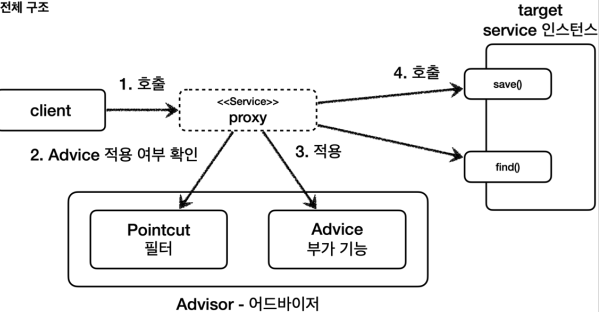 전체 구조
target
service 인스턴스
1. 호출
4. 호출
save()
client
<<Service>>
proxy
2. Advice 적용 여부 확인
3. 적용
find()
Pointcut
필터
Advice
부가 기능
Advisor - 어드바이저